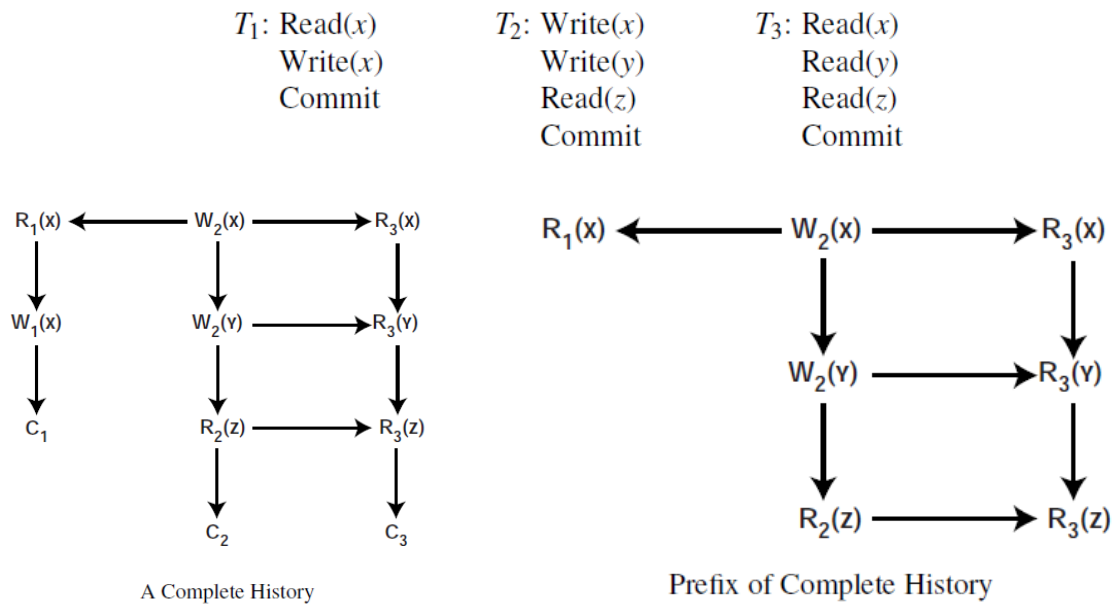 T1: Read(x) T2: Write(x) T3: Read(x)
Write(x) Write(y) Read(y)
Commit Read(z) Read(z)
Commit Commit
R1(X) W2(X) R3(X)
W1(X) W2(Y) R3(Y)
C1 R2(Z) R3(Z)
C2 C3
A Complete History
R1(X) W2(X) R3(X)
W2(Y) R3(Y)
R2(Z) R3(Z)
Prefix of Complete History